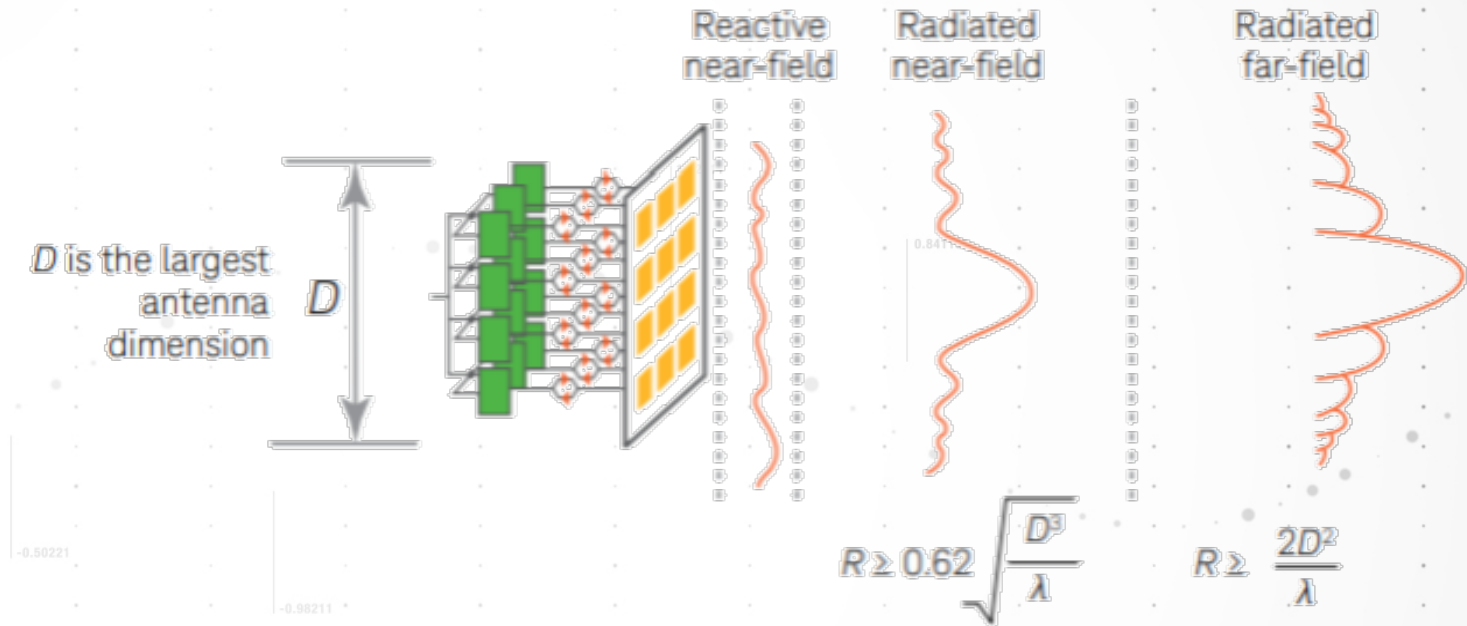 Reactive
near-field
Radiated
near-field
Radiated
far-field
D is the largest
antenna
dimension
D
0.841
-0.50221
-0.98211
R ≥ 0.62 √(D³/λ)
R ≥ 2D²/λ